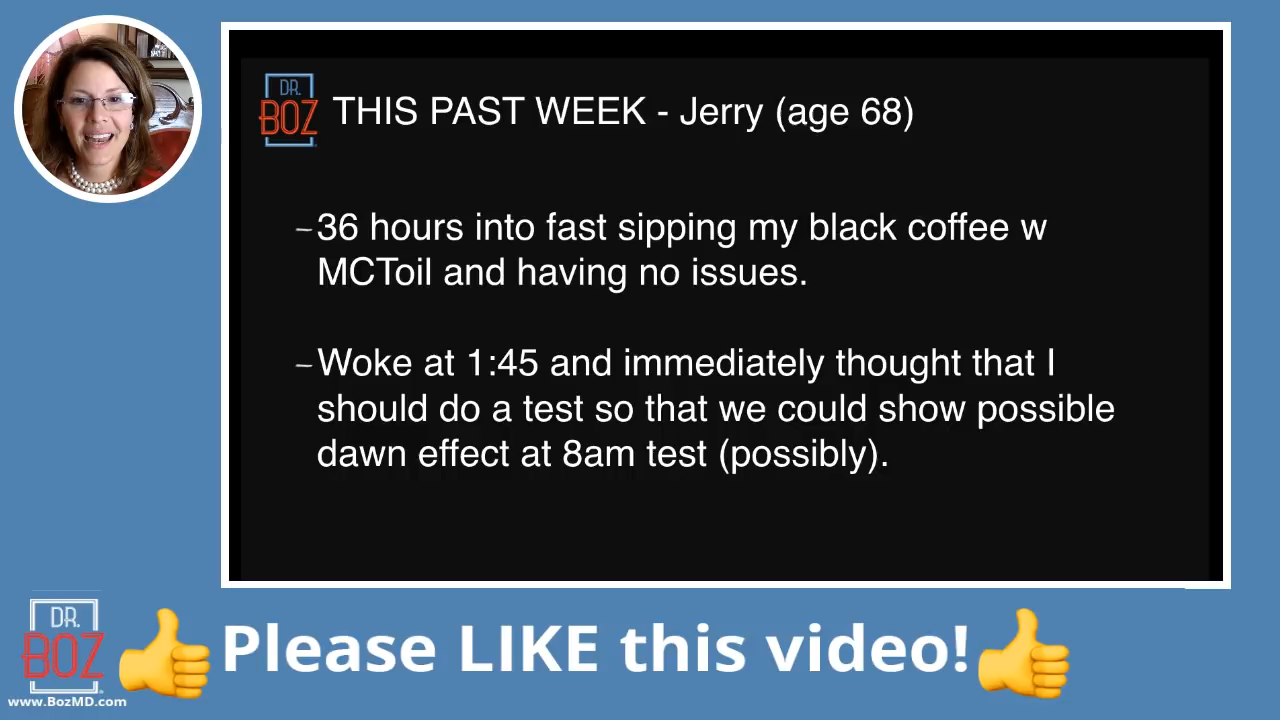 DR.
BOZ
THIS PAST WEEK - Jerry (age 68)
–36 hours into fast sipping my black coffee w
MCToil and having no issues.
–Woke at 1:45 and immediately thought that I
should do a test so that we could show possible
dawn effect at 8am test (possibly).
DR.
BOZ
www.BozMD.com
Please LIKE this video!